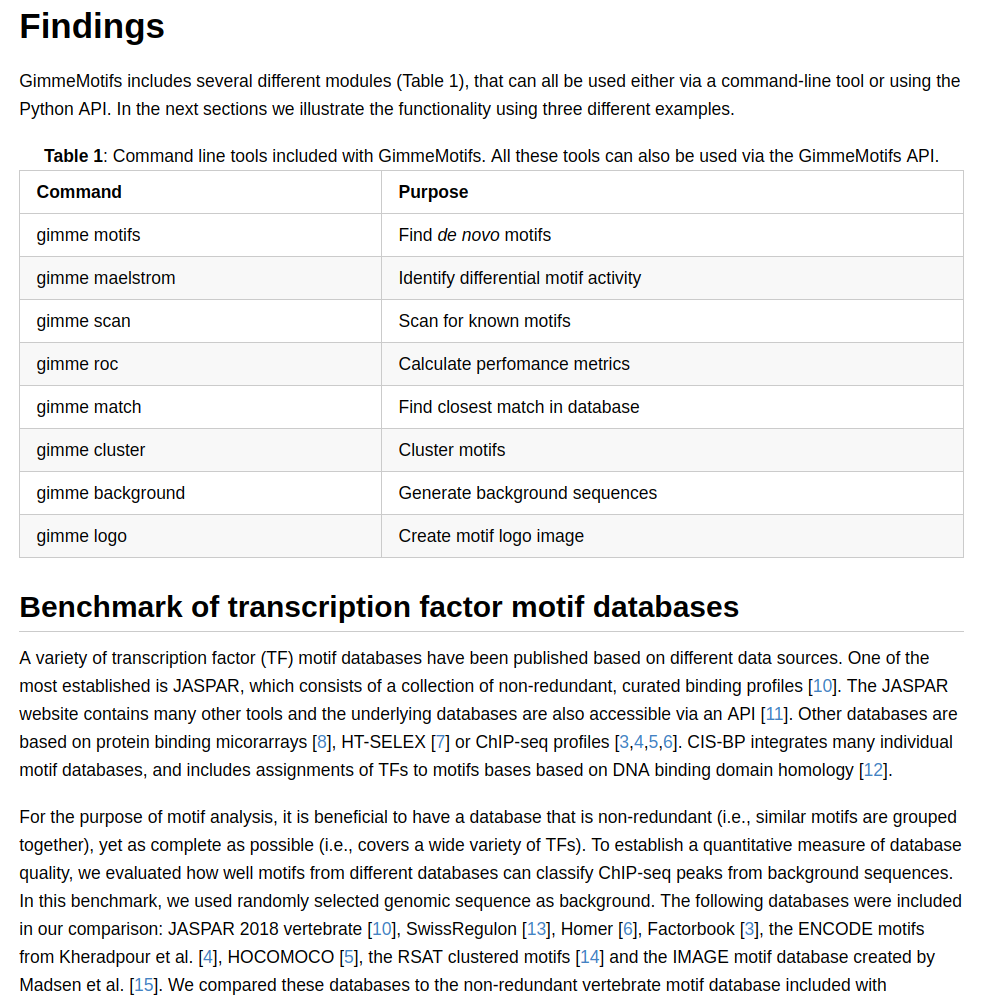 Findings
GimmeMotifs includes several different modules (Table 1), that can all be used either via a command-line tool or using the
Python API. In the next sections we illustrate the functionality using three different examples.
Table 1: Command line tools included with GimmeMotifs. All these tools can also be used via the GimmeMotifs API.
Command Purpose
gimme motifs Find de novo motifs
gimme maelstrom Identify differential motif activity
gimme scan Scan for known motifs
gimme roc Calculate perfomance metrics
gimme match Find closest match in database
gimme cluster Cluster motifs
gimme background Generate background sequences
gimme logo Create motif logo image
Benchmark of transcription factor motif databases
A variety of transcription factor (TF) motif databases have been published based on different data sources. One of the
most established is JASPAR, which consists of a collection of non-redundant, curated binding profiles [10]. The JASPAR
website contains many other tools and the underlying databases are also accessible via an API [11]. Other databases are
based on protein binding micorarrays [8], HT-SELEX [7] or ChIP-seq profiles [3,4,5,6]. CIS-BP integrates many individual
motif databases, and includes assignments of TFs to motifs bases based on DNA binding domain homology [12].
For the purpose of motif analysis, it is beneficial to have a database that is non-redundant (i.e., similar motifs are grouped
together), yet as complete as possible (i.e., covers a wide variety of TFs). To establish a quantitative measure of database
quality, we evaluated how well motifs from different databases can classify ChIP-seq peaks from background sequences.
In this benchmark, we used randomly selected genomic sequence as background. The following databases were included
in our comparison: JASPAR 2018 vertebrate [10], SwissRegulon [13], Homer [6], Factorbook [3], the ENCODE motifs
from Kheradpour et al. [4], HOCOMOCO [5], the RSAT clustered motifs [14] and the IMAGE motif database created by
Madsen et al. [15]. We compared these databases to the non-redundant vertebrate motif database included with